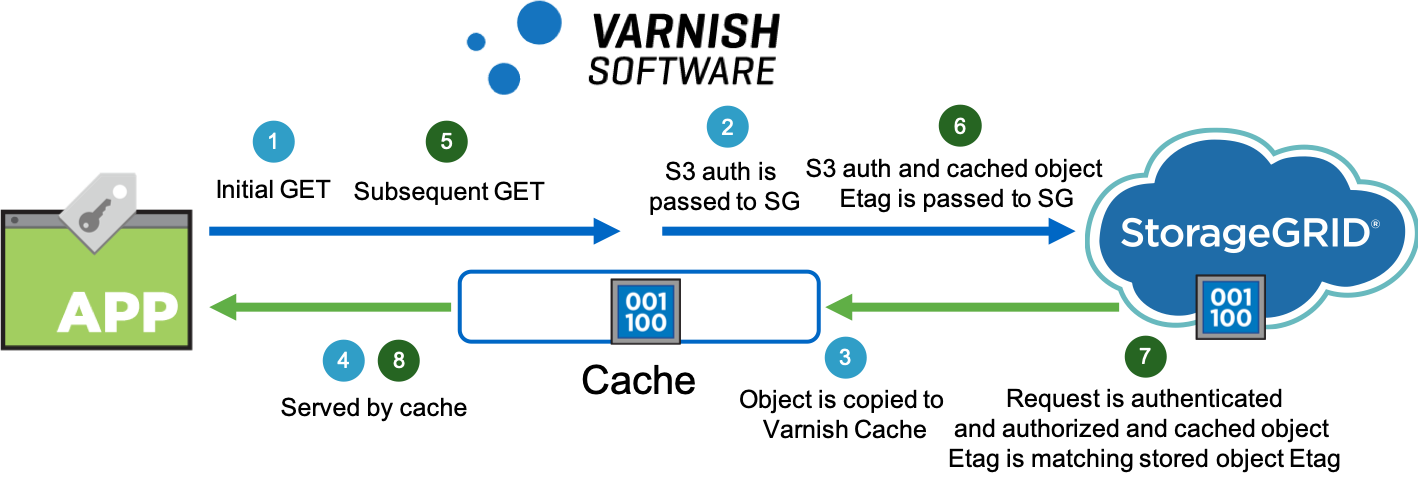 VARNISH
SOFTWARE
1
5
2
6
Initial GET
Subsequent GET
S3 auth is
passed to SG
S3 auth and cached object
Etag is passed to SG
StorageGRID®
APP
001
100
001
100
4
8
Served by cache
Cache
3
Object is copied to
Varnish Cache
7
Request is authenticated
and authorized and cached object
Etag is matching stored object Etag